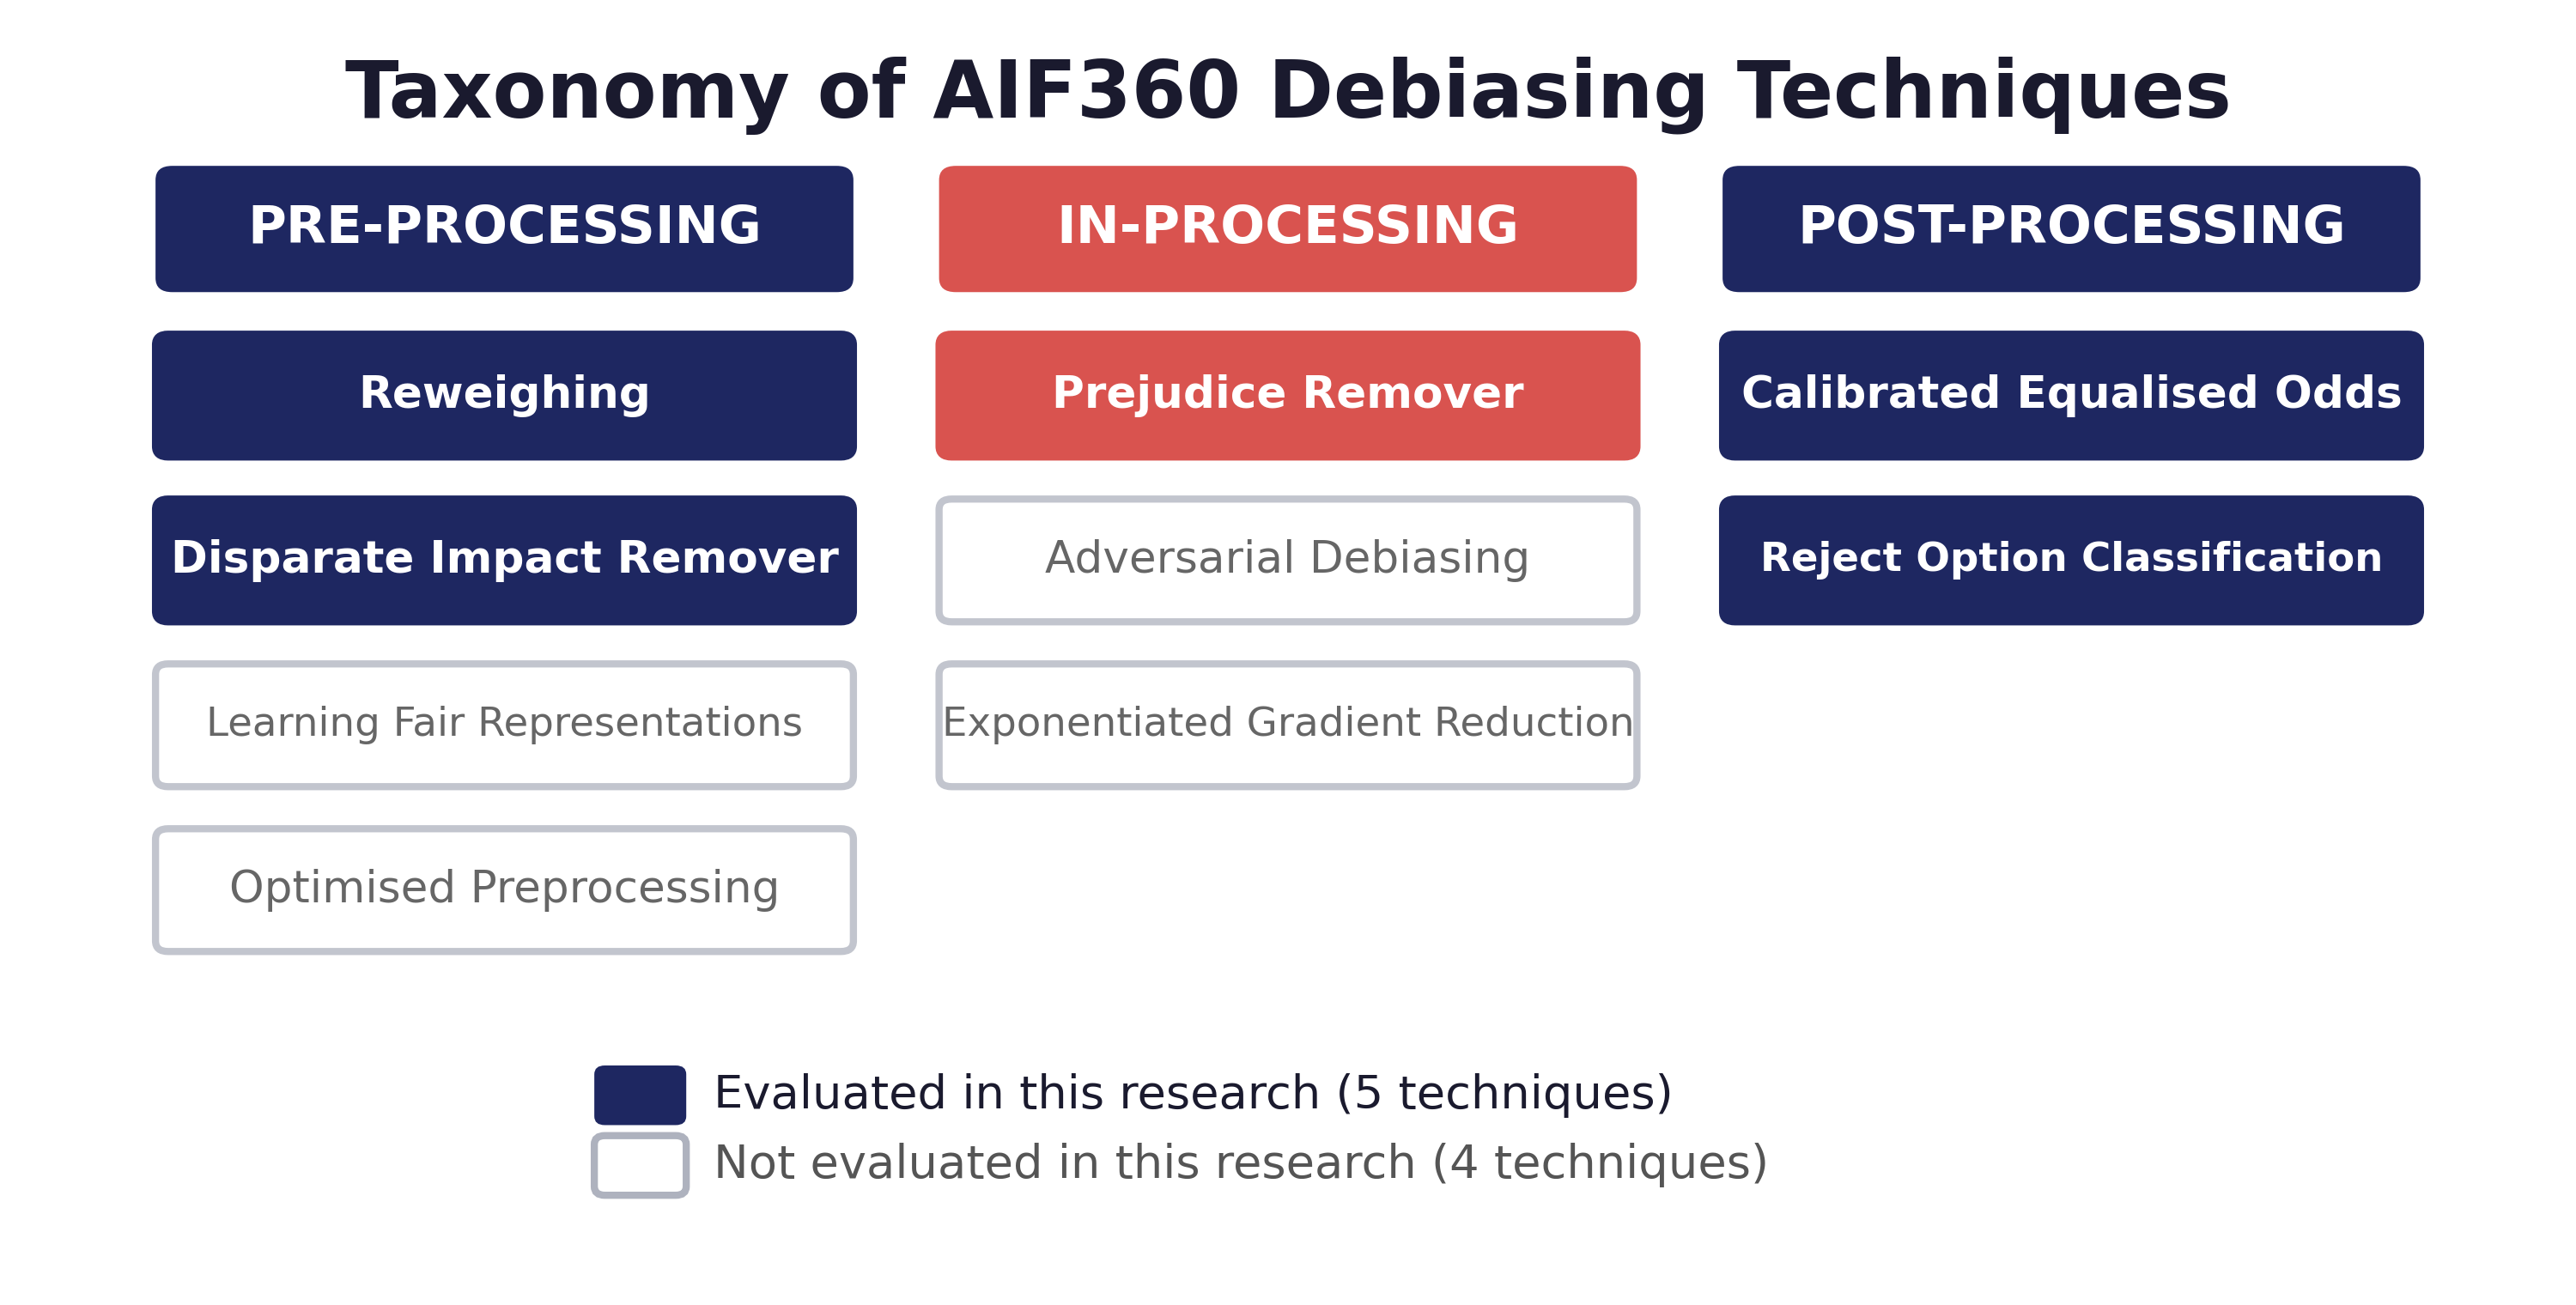 Taxonomy of AIF360 Debiasing Techniques
PRE-PROCESSING
Reweighing
Disparate Impact Remover
Learning Fair Representations
Optimised Preprocessing
IN-PROCESSING
Prejudice Remover
Adversarial Debiasing
Exponentiated Gradient Reduction
POST-PROCESSING
Calibrated Equalised Odds
Reject Option Classification
Evaluated in this research (5 techniques)
Not evaluated in this research (4 techniques)